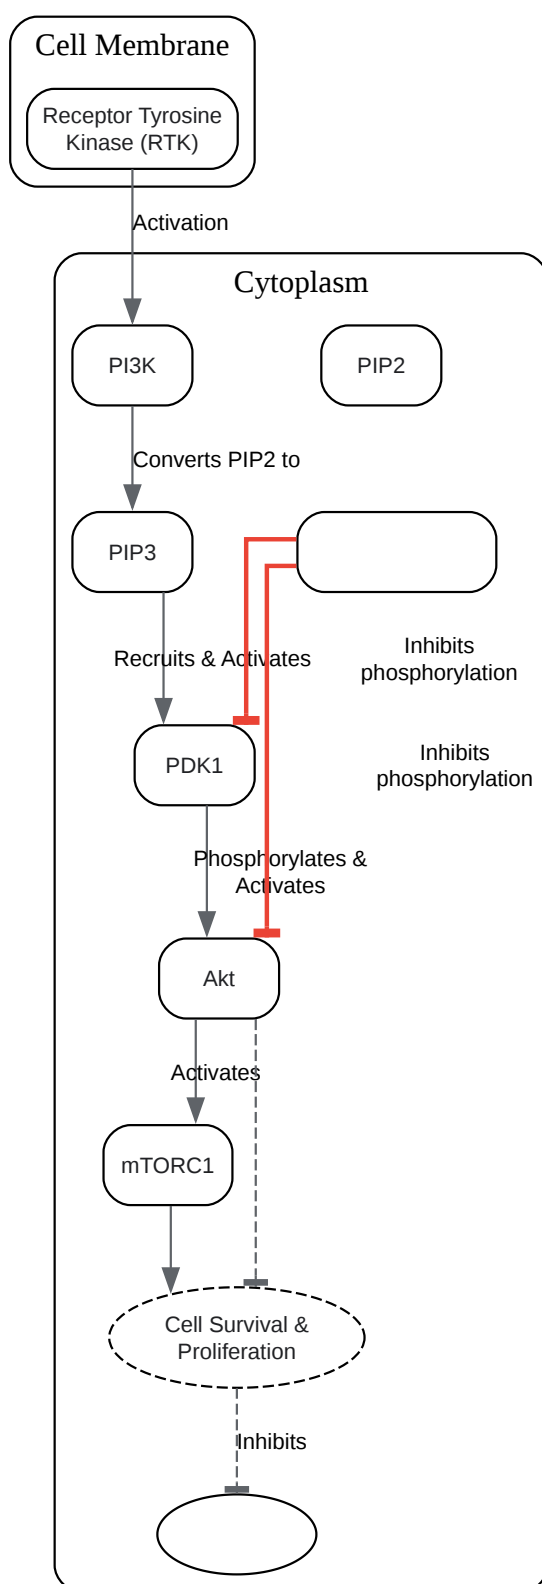 Cell Membrane
Receptor Tyrosine
Kinase (RTK)
Activation
Cytoplasm
PI3K
PIP2
Converts PIP2 to
PIP3
Inhibits
phosphorylation
Recruits & Activates
PDK1
Inhibits
phosphorylation
Phosphorylates &
Activates
Akt
Activates
mTORC1
Cell Survival &
Proliferation
Inhibits